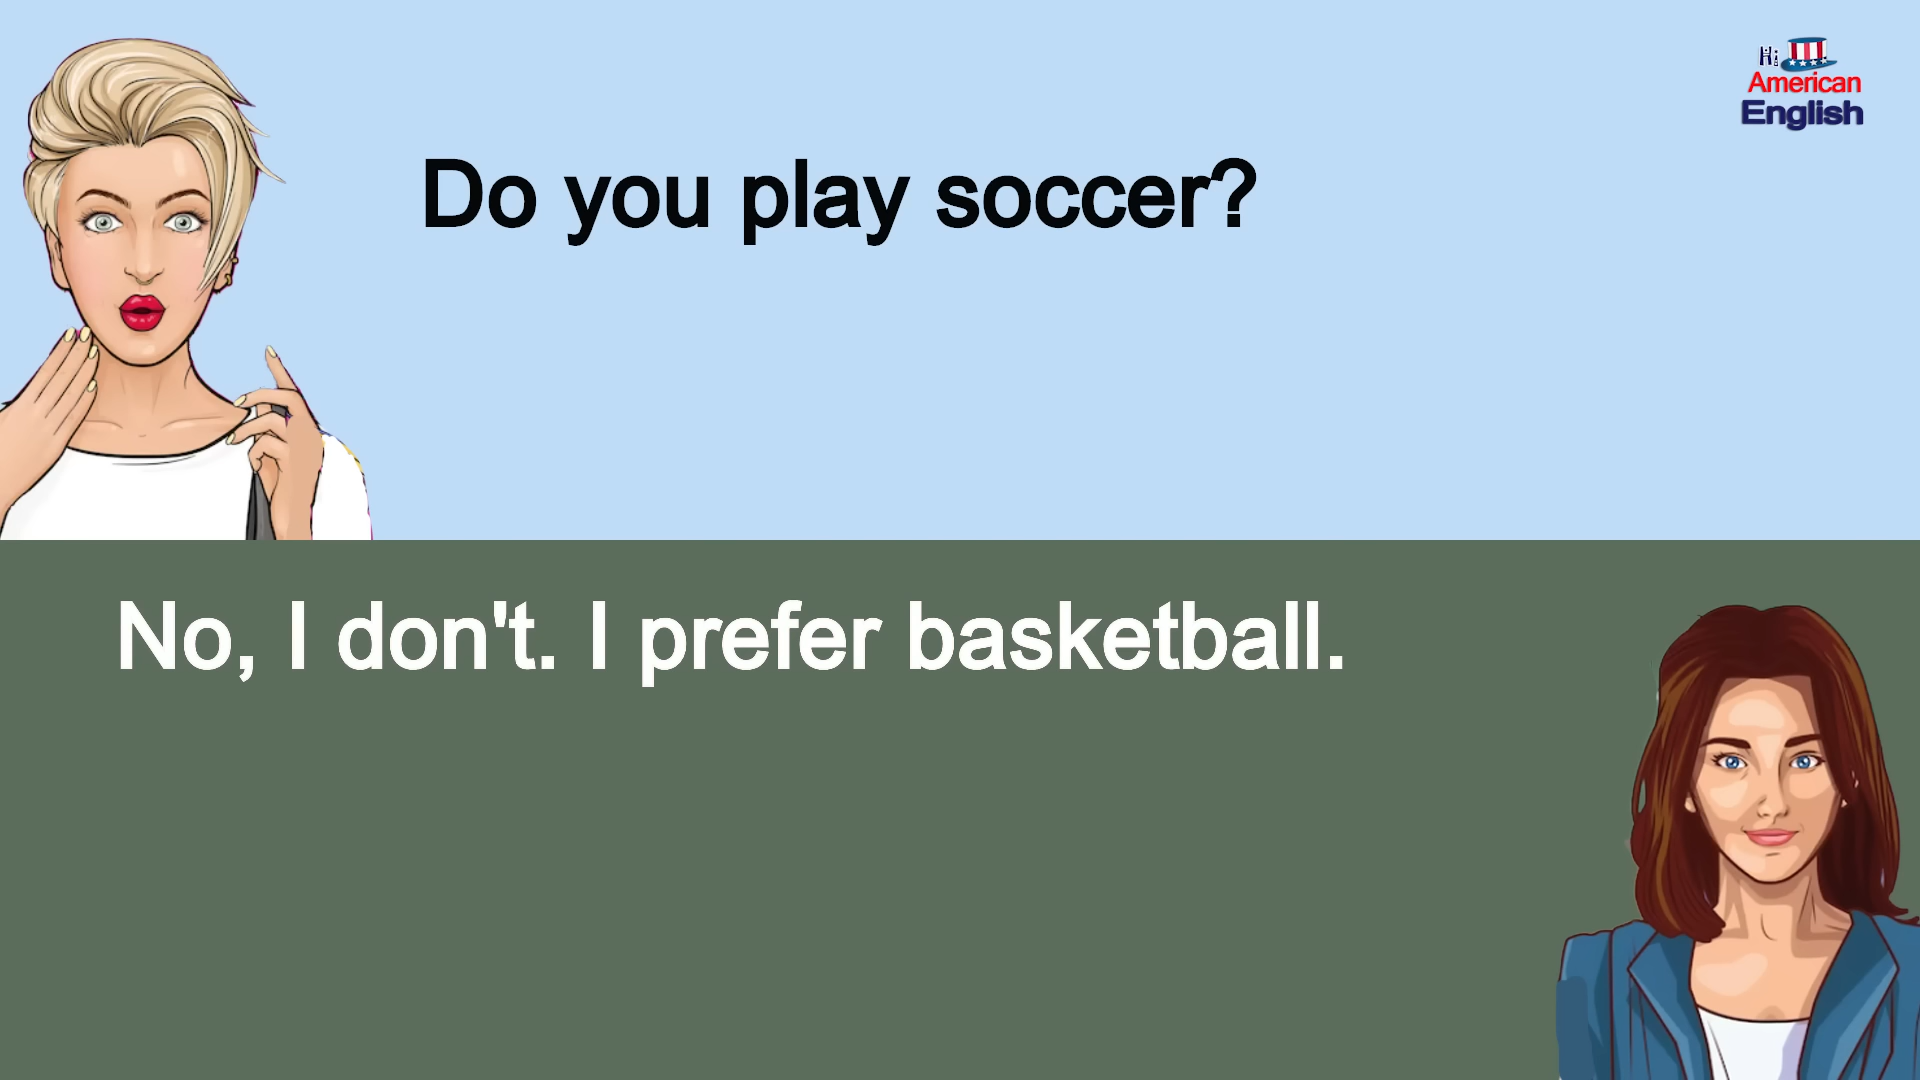 Hi
American
English
Do you play soccer?
No, I don't. I prefer basketball.